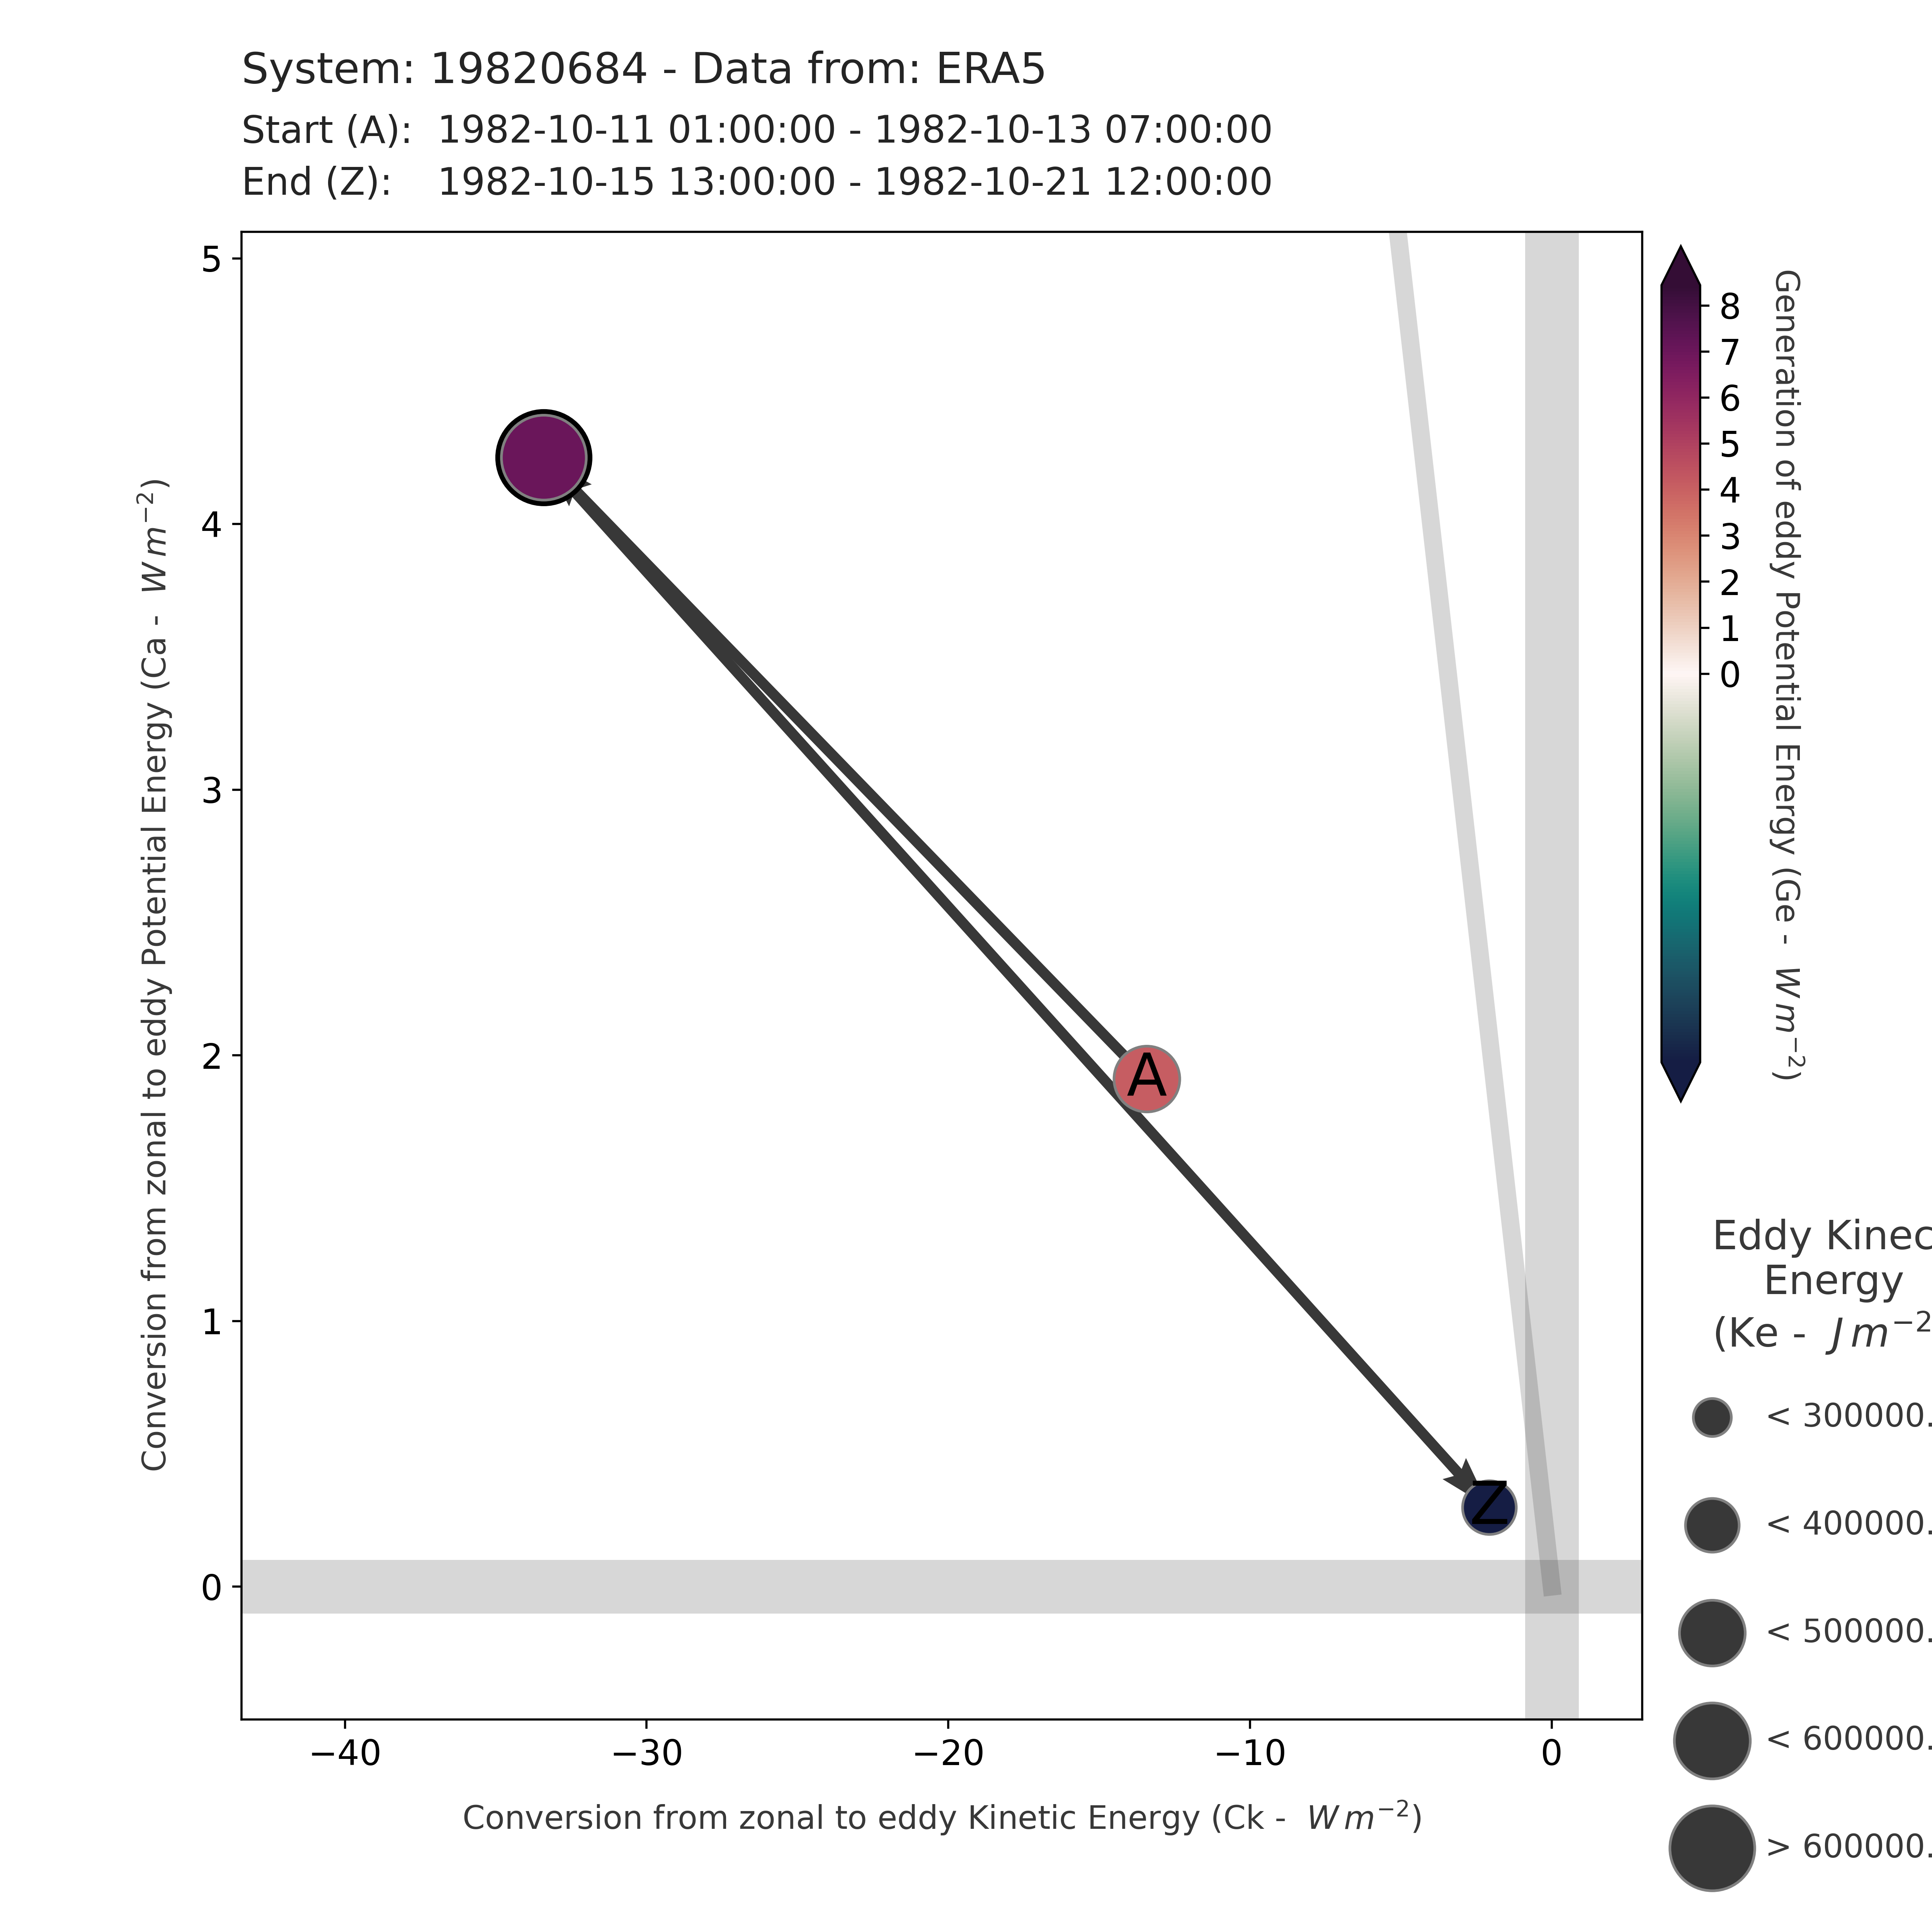 System: 19820684 - Data from: ERA5
Start (A): 1982-10-11 01:00:00 - 1982-10-13 07:00:00
End (Z): 1982-10-15 13:00:00 - 1982-10-21 12:00:00
5
4
3
2
1
0
Conversion from zonal to eddy Potential Energy (Ca - W m⁻²)
A
Z
−40
−30
−20
−10
0
Conversion from zonal to eddy Kinetic Energy (Ck - W m⁻²)
8
7
6
5
4
3
2
1
0
Generation of eddy Potential Energy (Ge - W m⁻²)
Eddy Kinec
Energy
(Ke - J m⁻²
< 300000.
< 400000.
< 500000.
< 600000.
> 600000.